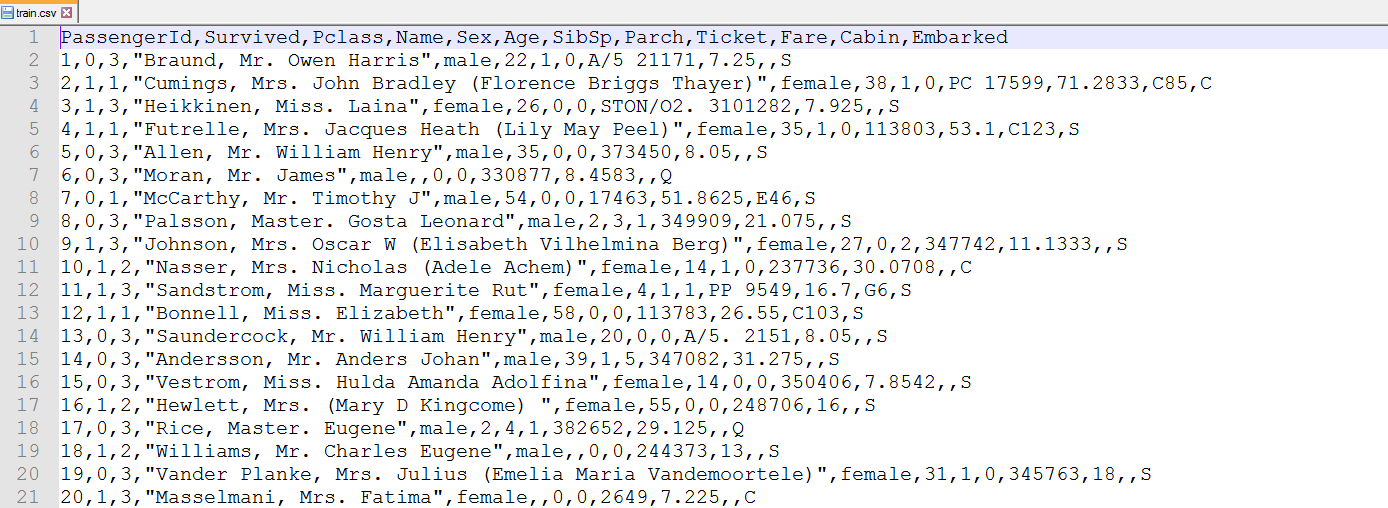 train.csv
1 PassengerId,Survived,Pclass,Name,Sex,Age,SibSp,Parch,Ticket,Fare,Cabin,Embarked
2 1,0,3,"Braund, Mr. Owen Harris",male,22,1,0,A/5 21171,7.25,,S
3 2,1,1,"Cumings, Mrs. John Bradley (Florence Briggs Thayer)",female,38,1,0,PC 17599,71.2833,C85,C
4 3,1,3,"Heikkinen, Miss. Laina",female,26,0,0,STON/O2. 3101282,7.925,,S
5 4,1,1,"Futrelle, Mrs. Jacques Heath (Lily May Peel)",female,35,1,0,113803,53.1,C123,S
6 5,0,3,"Allen, Mr. William Henry",male,35,0,0,373450,8.05,,S
7 6,0,3,"Moran, Mr. James",male,,0,0,330877,8.4583,,Q
8 7,0,1,"McCarthy, Mr. Timothy J",male,54,0,0,17463,51.8625,E46,S
9 8,0,3,"Palsson, Master. Gosta Leonard",male,2,3,1,349909,21.075,,S
10 9,1,3,"Johnson, Mrs. Oscar W (Elisabeth Vilhelmina Berg)",female,27,0,2,347742,11.1333,,S
11 10,1,2,"Nasser, Mrs. Nicholas (Adele Achem)",female,14,1,0,237736,30.0708,,C
12 11,1,3,"Sandstrom, Miss. Marguerite Rut",female,4,1,1,PP 9549,16.7,G6,S
13 12,1,1,"Bonnell, Miss. Elizabeth",female,58,0,0,113783,26.55,C103,S
14 13,0,3,"Saundercock, Mr. William Henry",male,20,0,0,A/5. 2151,8.05,,S
15 14,0,3,"Andersson, Mr. Anders Johan",male,39,1,5,347082,31.275,,S
16 15,0,3,"Vestrom, Miss. Hulda Amanda Adolfina",female,14,0,0,350406,7.8542,,S
17 16,1,2,"Hewlett, Mrs. (Mary D Kingcome) ",female,55,0,0,248706,16,,S
18 17,0,3,"Rice, Master. Eugene",male,2,4,1,382652,29.125,,Q
19 18,1,2,"Williams, Mr. Charles Eugene",male,,0,0,244373,13,,S
20 19,0,3,"Vander Planke, Mrs. Julius (Emelia Maria Vandemoortele)",female,31,1,0,345763,18,,S
21 20,1,3,"Masselmani, Mrs. Fatima",female,,0,0,2649,7.225,,C